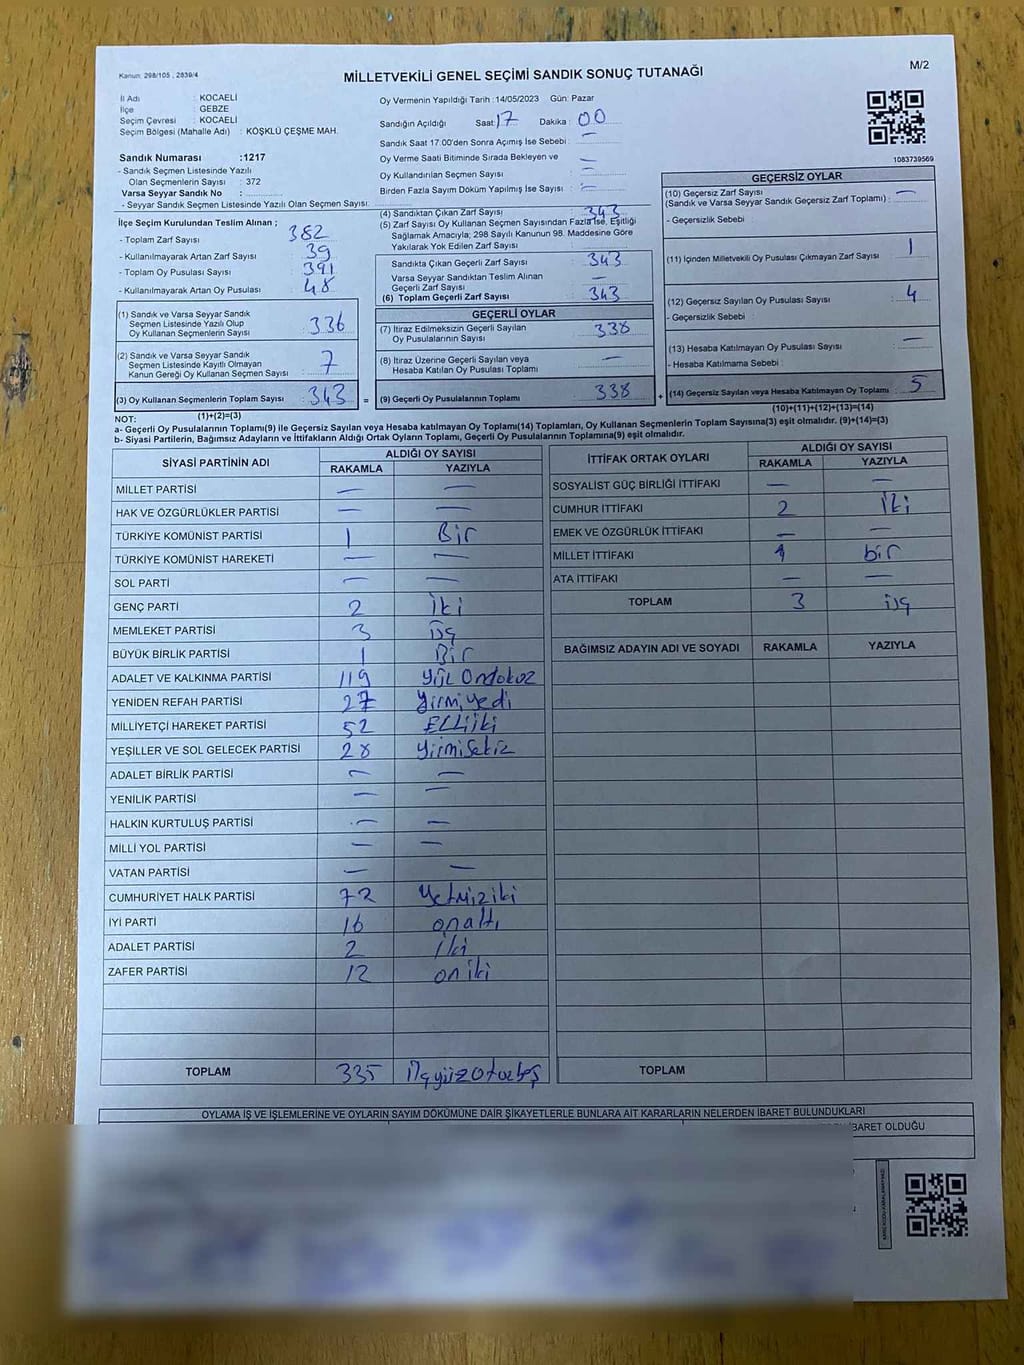 Kanun: 298/105 , 2839/4
MİLLETVEKİLİ GENEL SEÇİMİ SANDIK SONUÇ TUTANAĞI
M/2
İl Adı : KOCAELİ
İlçe : GEBZE
Seçim Çevresi : KOCAELİ
Seçim Bölgesi (Mahalle Adı) : KÖŞKLÜ ÇEŞME MAH.
Oy Vermenin Yapıldığı Tarih : 14/05/2023 Gün: Pazar
Sandığın Açıldığı Saat: 17 Dakika : 00
Sandık Saat 17.00'den Sonra Açımış İse Sebebi : —
Oy Verme Saati Bitiminde Sırada Bekleyen ve
Oy Kullandırılan Seçmen Sayısı : —
Birden Fazla Sayım Döküm Yapılmış İse Sayısı : —
1083739569
Sandık Numarası :1217
- Sandık Seçmen Listesinde Yazılı
Olan Seçmenlerin Sayısı : 372
Varsa Seyyar Sandık No :
- Seyyar Sandık Seçmen Listesinde Yazılı Olan Seçmen Sayısı:
İlçe Seçim Kurulundan Teslim Alınan ;
- Toplam Zarf Sayısı : 382
- Kullanılmayarak Artan Zarf Sayısı : 39
- Toplam Oy Pusulası Sayısı : 391
- Kullanılmayarak Artan Oy Pusulası : 48
(1) Sandık ve Varsa Seyyar Sandık
Seçmen Listesinde Yazılı Olup
Oy Kullanan Seçmenlerin Sayısı : 336
(2) Sandık ve Varsa Seyyar Sandık
Seçmen Listesinde Kayıtlı Olmayan
Kanun Gereği Oy Kullanan Seçmen Sayısı : 7
(3) Oy Kullanan Seçmenlerin Toplam Sayısı : 343 =
(1)+(2)=(3)
(4) Sandıktan Çıkan Zarf Sayısı : 343
(5) Zarf Sayısı Oy Kullanan Seçmen Sayısından Fazla İse, Eşitliği
Sağlamak Amacıyla; 298 Sayılı Kanunun 98. Maddesine Göre
Yakılarak Yok Edilen Zarf Sayısı
Sandıkta Çıkan Geçerli Zarf Sayısı : 343
Varsa Seyyar Sandıktan Teslim Alınan
Geçerli Zarf Sayısı : —
(6) Toplam Geçerli Zarf Sayısı : 343
GEÇERLİ OYLAR
(7) İtiraz Edilmeksizin Geçerli Sayılan
Oy Pusulalarının Sayısı : 338
(8) İtiraz Üzerine Geçerli Sayılan veya
Hesaba Katılan Oy Pusulası Toplamı : —
(9) Geçerli Oy Pusulalarının Toplamı : 338 +
GEÇERSİZ OYLAR
(10) Geçersiz Zarf Sayısı : —
(Sandık ve Varsa Seyyar Sandık Geçersiz Zarf Toplamı) :
- Geçersizlik Sebebi :
(11) İçinden Milletvekili Oy Pusulası Çıkmayan Zarf Sayısı : 1
(12) Geçersiz Sayılan Oy Pusulası Sayısı : 4
- Geçersizlik Sebebi :
(13) Hesaba Katılmayan Oy Pusulası Sayısı : —
- Hesaba Katılmama Sebebi :
(14) Geçersiz Sayılan veya Hesaba Katılmayan Oy Toplamı : 5
(10)+(11)+(12)+(13)=(14)
NOT:
a- Geçerli Oy Pusulalarının Toplamı(9) ile Geçersiz Sayılan veya Hesaba katılmayan Oy Toplamı(14) Toplamları, Oy Kullanan Seçmenlerin Toplam Sayısına(3) eşit olmalıdır. (9)+(14)=(3)
b- Siyasi Partilerin, Bağımsız Adayların ve İttifakların Aldığı Ortak Oyların Toplamı, Geçerli Oy Pusulalarının Toplamına(9) eşit olmalıdır.
SİYASİ PARTİNİN ADI ALDIĞI OY SAYISI
RAKAMLA YAZIYLA
MİLLET PARTİSİ — —
HAK VE ÖZGÜRLÜKLER PARTİSİ — —
TÜRKİYE KOMÜNİST PARTİSİ 1 Bir
TÜRKİYE KOMÜNİST HAREKETİ — —
SOL PARTİ — —
GENÇ PARTİ 2 iki
MEMLEKET PARTİSİ 3 üç
BÜYÜK BİRLİK PARTİSİ 1 Bir
ADALET VE KALKINMA PARTİSİ 119 yüz Ondokuz
YENİDEN REFAH PARTİSİ 27 yirmiyedi
MİLLİYETÇİ HAREKET PARTİSİ 52 ELLİiki
YEŞİLLER VE SOL GELECEK PARTİSİ 28 yirmisekiz
ADALET BİRLİK PARTİSİ — —
YENİLİK PARTİSİ — —
HALKIN KURTULUŞ PARTİSİ — —
MİLLİ YOL PARTİSİ — —
VATAN PARTİSİ — —
CUMHURİYET HALK PARTİSİ 72 yetmişiki
İYİ PARTİ 16 onaltı
ADALET PARTİSİ 2 iki
ZAFER PARTİSİ 12 oniki
TOPLAM 335 üçyüzotuzbeş
İTTİFAK ORTAK OYLARI ALDIĞI OY SAYISI
RAKAMLA YAZIYLA
SOSYALİST GÜÇ BİRLİĞİ İTTİFAKI — —
CUMHUR İTTİFAKI 2 iki
EMEK VE ÖZGÜRLÜK İTTİFAKI — —
MİLLET İTTİFAKI 1 bir
ATA İTTİFAKI — —
TOPLAM 3 üç
BAĞIMSIZ ADAYIN ADI VE SOYADI RAKAMLA YAZIYLA
TOPLAM
OYLAMA İŞ VE İŞLEMLERİNE VE OYLARIN SAYIM DÖKÜMÜNE DAİR ŞİKAYETLERLE BUNLARA AİT KARARLARIN NELERDEN İBARET BULUNDUKLARI
İBARET OLDUĞU